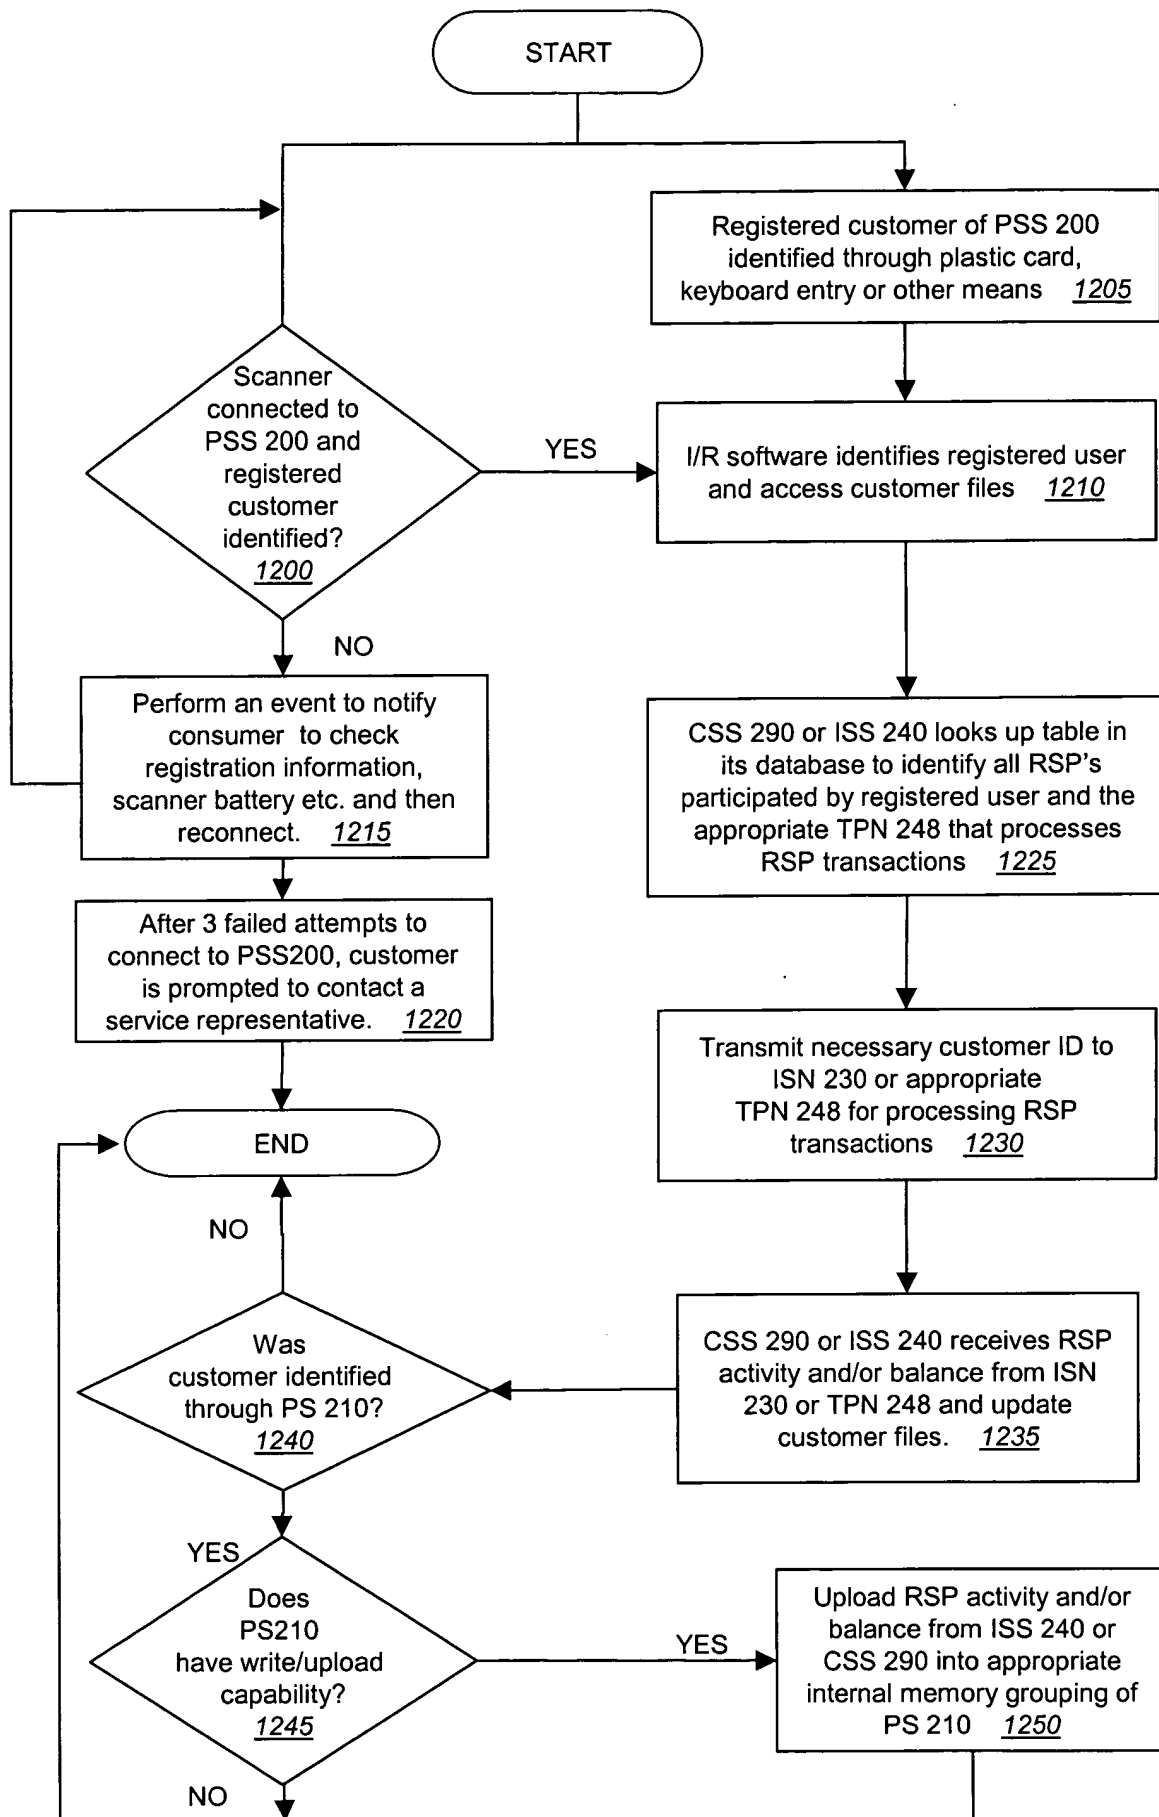 START
Registered customer of PSS 200
identified through plastic card,
keyboard entry or other means 1205
Scanner
connected to
PSS 200 and
registered
customer
identified?
1200
YES
I/R software identifies registered user
and access customer files 1210
NO
Perform an event to notify
consumer to check
registration information,
scanner battery etc. and then
reconnect. 1215
CSS 290 or ISS 240 looks up table in
its database to identify all RSP's
participated by registered user and the
appropriate TPN 248 that processes
RSP transactions 1225
After 3 failed attempts to
connect to PSS200, customer
is prompted to contact a
service representative. 1220
Transmit necessary customer ID to
ISN 230 or appropriate
TPN 248 for processing RSP
transactions 1230
END
NO
Was
customer identified
through PS 210?
1240
CSS 290 or ISS 240 receives RSP
activity and/or balance from ISN
230 or TPN 248 and update
customer files. 1235
YES
Does
PS210
have write/upload
capability?
1245
YES
Upload RSP activity and/or
balance from ISS 240 or
CSS 290 into appropriate
internal memory grouping of
PS 210 1250
NO